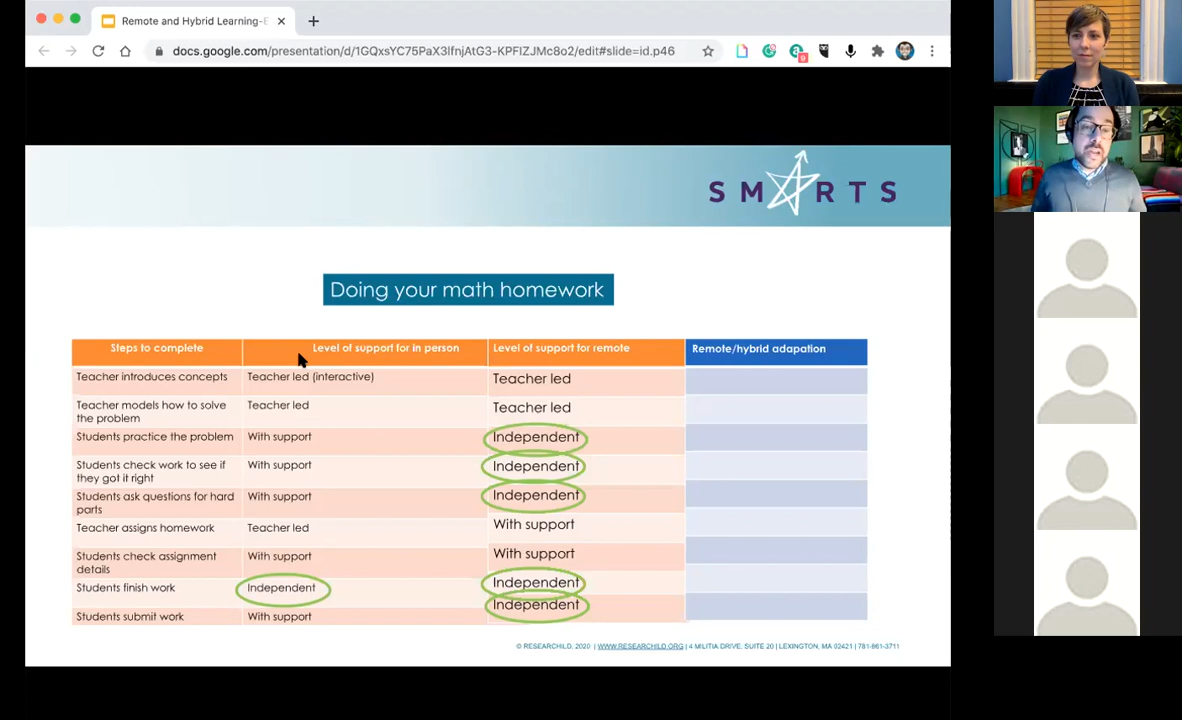 Remote and Hybrid Learning-E
docs.google.com/presentation/d/1GQxsYC75PaX3lfnjAtG3-KPFIZJMc8o2/edit#slide=id.p46
9
SMARTS
Doing your math homework
Steps to complete Level of support for in person Level of support for remote Remote/hybrid adapation
Teacher introduces concepts Teacher led (interactive) Teacher led
Teacher models how to solve Teacher led Teacher led
the problem
Students practice the problem With support Independent
Students check work to see if With support Independent
they got it right
Students ask questions for hard With support Independent
parts
Teacher assigns homework Teacher led With support
Students check assignment With support With support
details
Students finish work Independent Independent
Students submit work With support Independent
© RESEARCHILD, 2020 | WWW.RESEARCHILD.ORG | 4 MILITIA DRIVE, SUITE 20 | LEXINGTON, MA 02421 | 781-861-3711